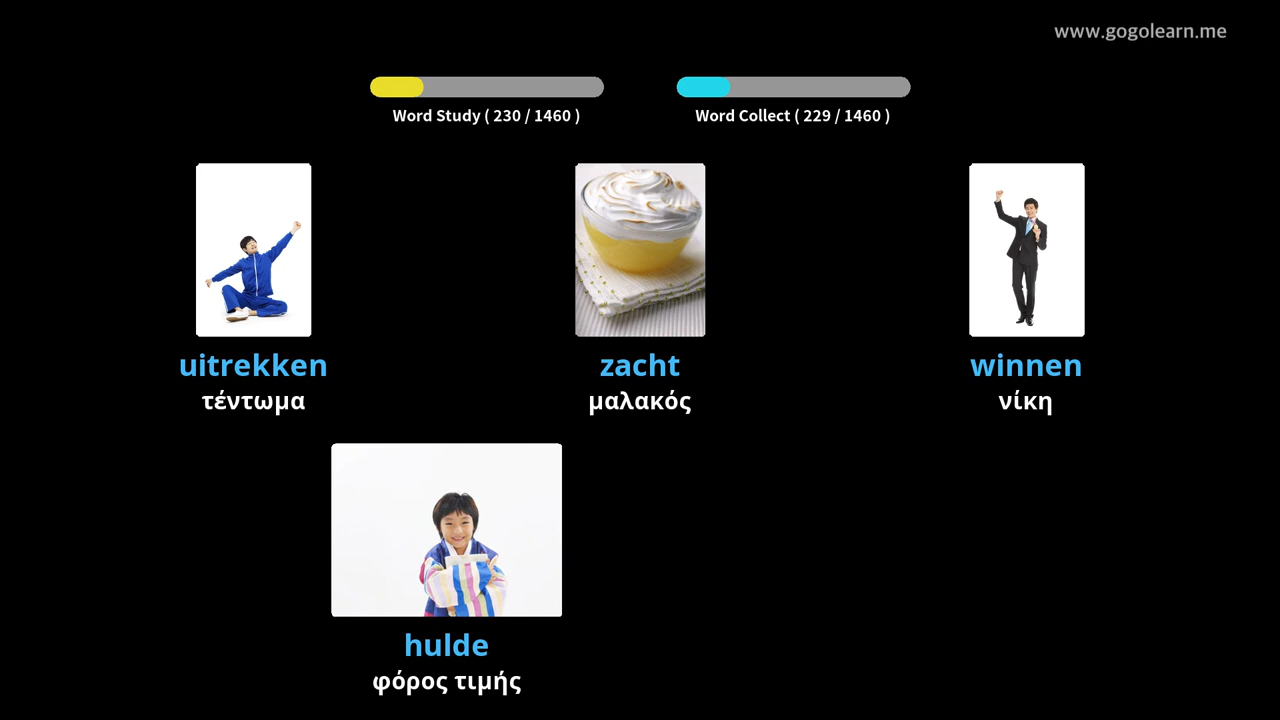 www.gogolearn.me
Word Study ( 230 / 1460 )
Word Collect ( 229 / 1460 )
uitrekken
τέντωμα
zacht
μαλακός
winnen
νίκη
hulde
φόρος τιμής